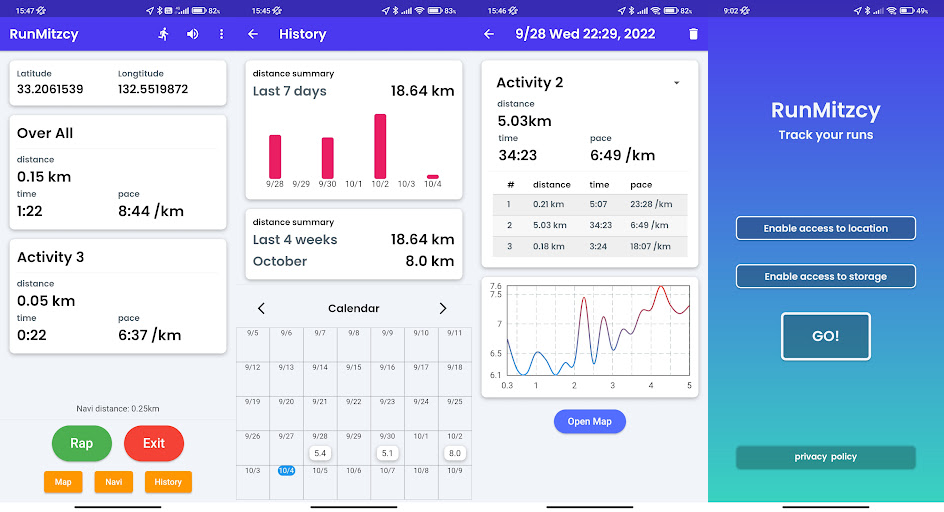 15:47 82%
RunMitzcy
Latitude Longtitude
33.2061539 132.5519872
Over All
distance
0.15 km
time pace
1:22 8:44 /km
Activity 3
distance
0.05 km
time pace
0:22 6:37 /km
Navi distance: 0.25km
Rap Exit
Map Navi History
15:45 83%
History
distance summary
Last 7 days 18.64 km
9/28 9/29 9/30 10/1 10/2 10/3 10/4
distance summary
Last 4 weeks 18.64 km
October 8.0 km
Calendar
9/5 9/6 9/7 9/8 9/9 9/10 9/11
9/12 9/13 9/14 9/15 9/16 9/17 9/18
9/19 9/20 9/21 9/22 9/23 9/24 9/25
9/26 9/27 9/28 9/29 9/30 10/1 10/2
5.4 5.1 8.0
10/3 10/4 10/5 10/6 10/7 10/8 10/9
15:46 82%
9/28 Wed 22:29, 2022
Activity 2
distance
5.03km
time pace
34:23 6:49 /km
# distance time pace
1 0.21 km 5:07 23:28 /km
2 5.03 km 34:23 6:49 /km
3 0.18 km 3:24 18:07 /km
7.6
7.5
7
6.5
6.1
0.3 1 2 3 4 5
Open Map
9:02 49%
RunMitzcy
Track your runs
Enable access to location
Enable access to storage
GO!
privacy policy